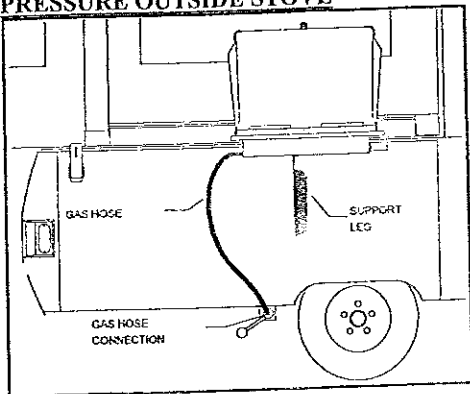 PRESSURE OUTSIDE STOVE
GAS HOSE
SUPPORT
LEG
GAS HOSE
CONNECTION